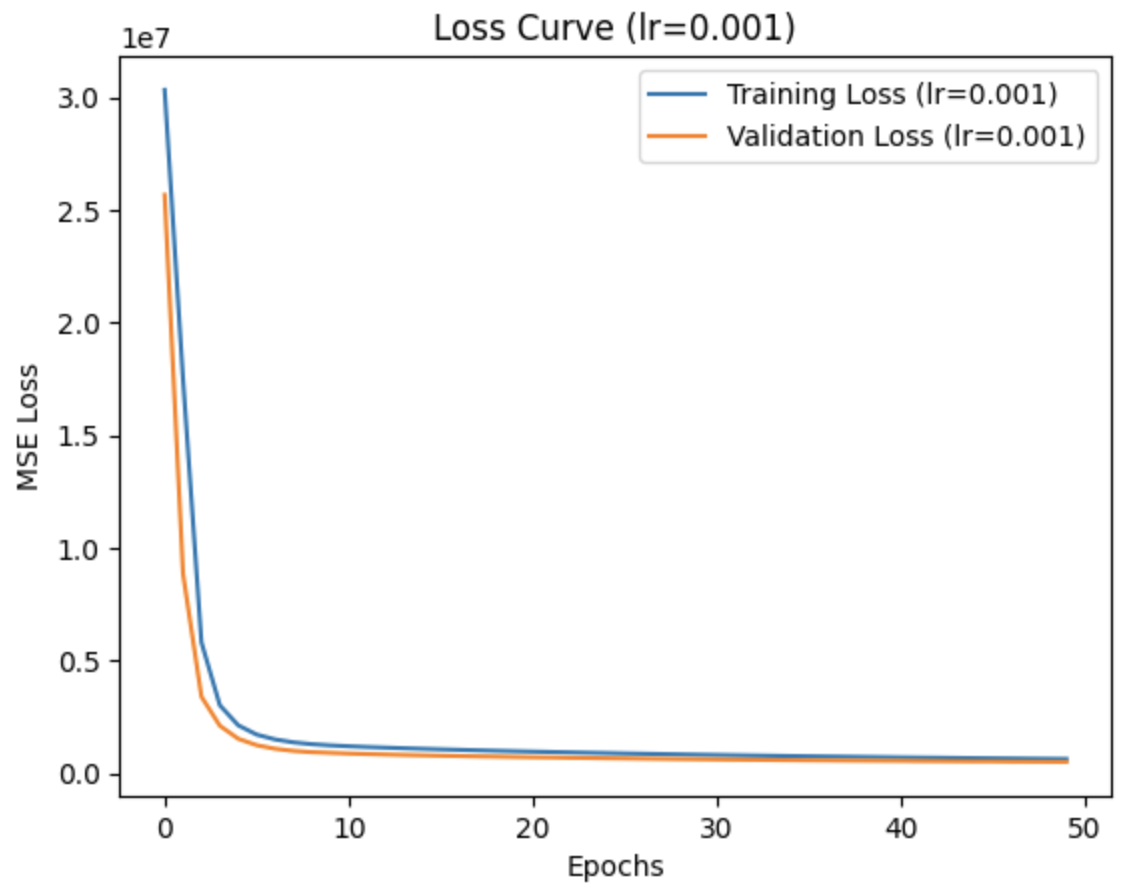 Loss Curve (lr=0.001)
1e7
Training Loss (lr=0.001)
Validation Loss (lr=0.001)
3.0
2.5
2.0
1.5
1.0
0.5
0.0
MSE Loss
0 10 20 30 40 50
Epochs